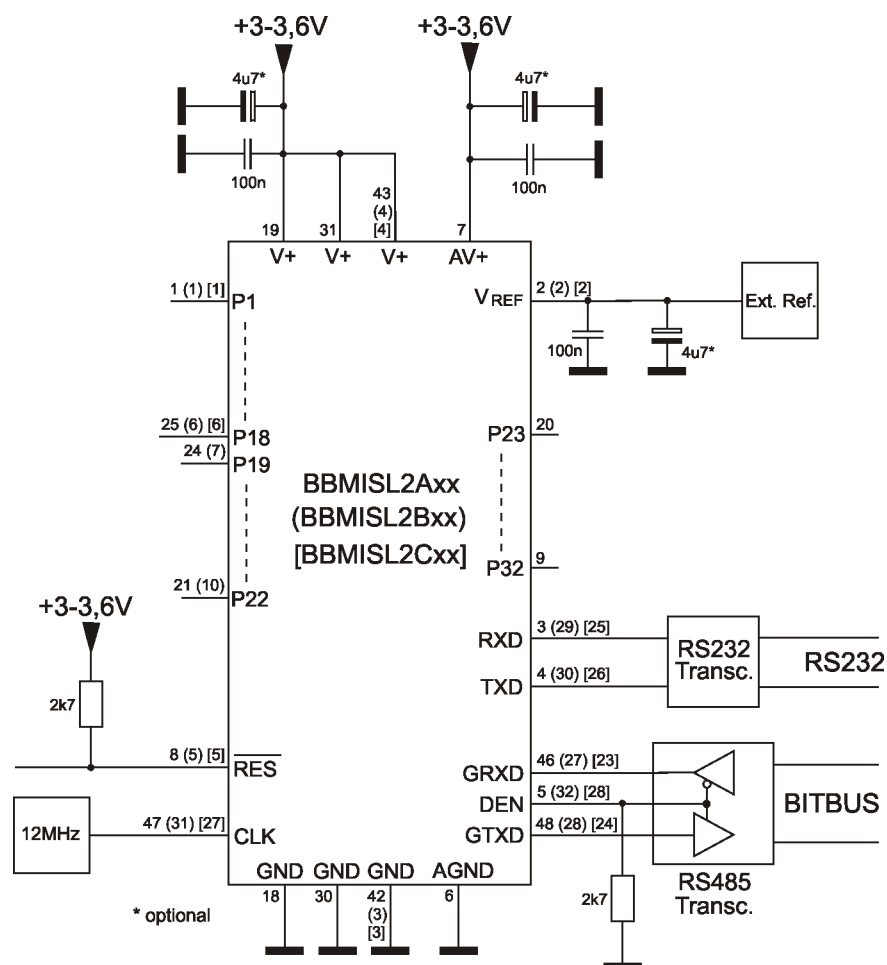 +3-3,6V +3-3,6V
4u7* 4u7*
100n 100n
43
(4)
19 31 [4] 7
V+ V+ V+ AV+
1 (1) [1] P1 VREF 2 (2) [2] Ext. Ref.
100n 4u7*
25 (6) [6] P18 P23 20
24 (7) P19
BBMISL2Axx
(BBMISL2Bxx)
[BBMISL2Cxx]
P32 9
21 (10) P22
+3-3,6V
RXD 3 (29) [25] RS232
Transc. RS232
TXD 4 (30) [26]
2k7
8 (5) [5] RES GRXD 46 (27) [23]
DEN 5 (32) [28] BITBUS
12MHz 47 (31) [27] CLK GTXD 48 (28) [24]
GND GND GND AGND
18 30 42 6
(3)
[3]
RS485
Transc.
2k7
* optional